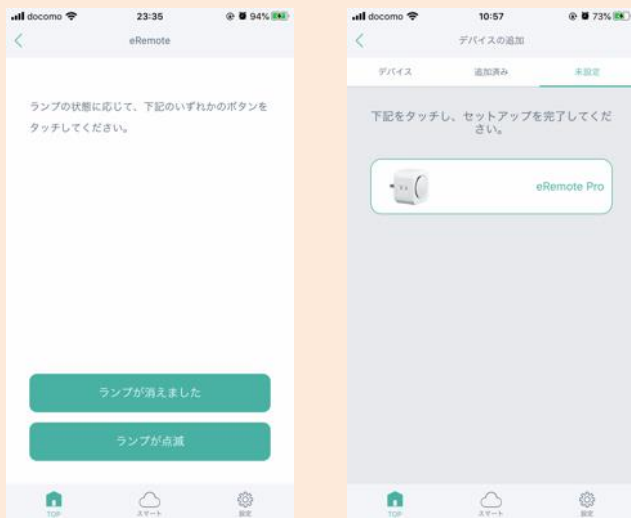 docomo 23:35 94%
eRemote
ランプの状態に応じて、下記のいずれかのボタンを
タッチしてください。
ランプが消えました
ランプが点滅
TOP スマート 設定
docomo 10:57 73%
デバイスの追加
デバイス 追加済み 未設定
下記をタッチし、セットアップを完了してくだ
さい。
eRemote Pro
TOP スマート 設定